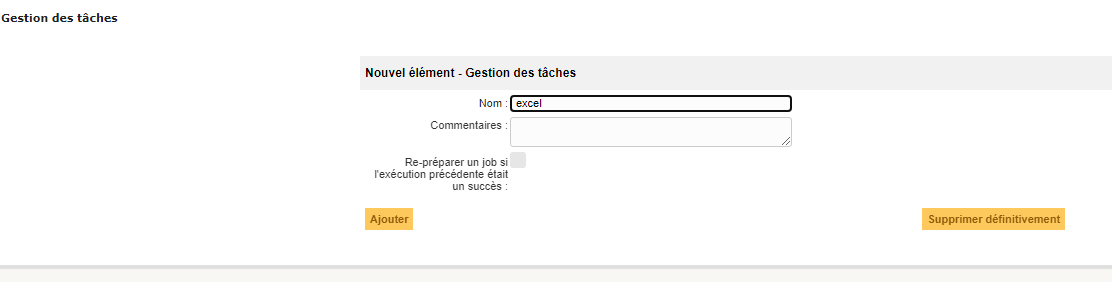 Gestion des tâches
Nouvel élément - Gestion des tâches
Nom : excel
Commentaires :
Re-préparer un job si
l'exécution précédente était
un succès :
Ajouter Supprimer définitivement